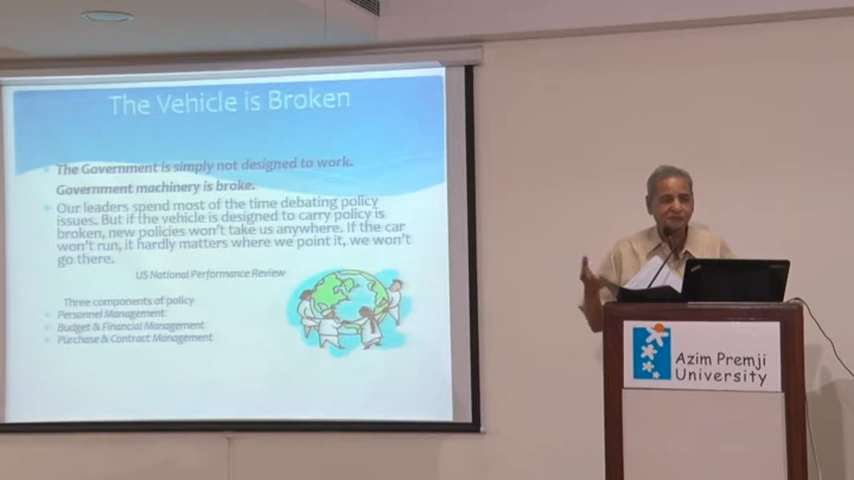 The Vehicle is Broken
The Government is simply not designed to work.
Government machinery is broke.
Our leaders spend most of the time debating policy
issues. But if the vehicle is designed to carry policy is
broken, new policies won't take us anywhere. If the car
won't run, it hardly matters where we point it, we won't
go there.
US National Performance Review
Three components of policy
Personnel Management
Budget & Financial Management
Purchase & Contract Management
Azim Premji
University